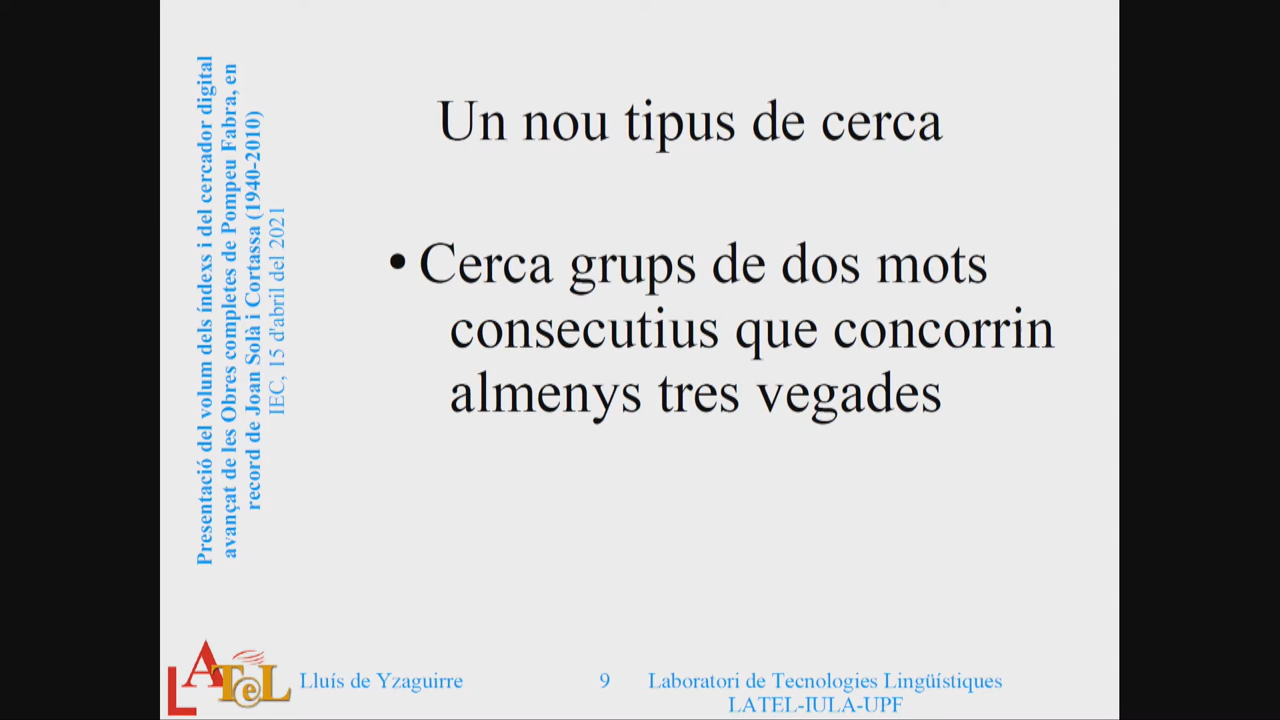 Presentació del volum dels índexs i del cercador digital
avançat de les Obres completes de Pompeu Fabra, en
record de Joan Solà i Cortassa (1940-2010)
IEC, 15 d'abril del 2021
Un nou tipus de cerca
• Cerca grups de dos mots
consecutius que concorrin
almenys tres vegades
LATeL
Lluís de Yzaguirre
9
Laboratori de Tecnologies Lingüístiques
LATEL-IULA-UPF